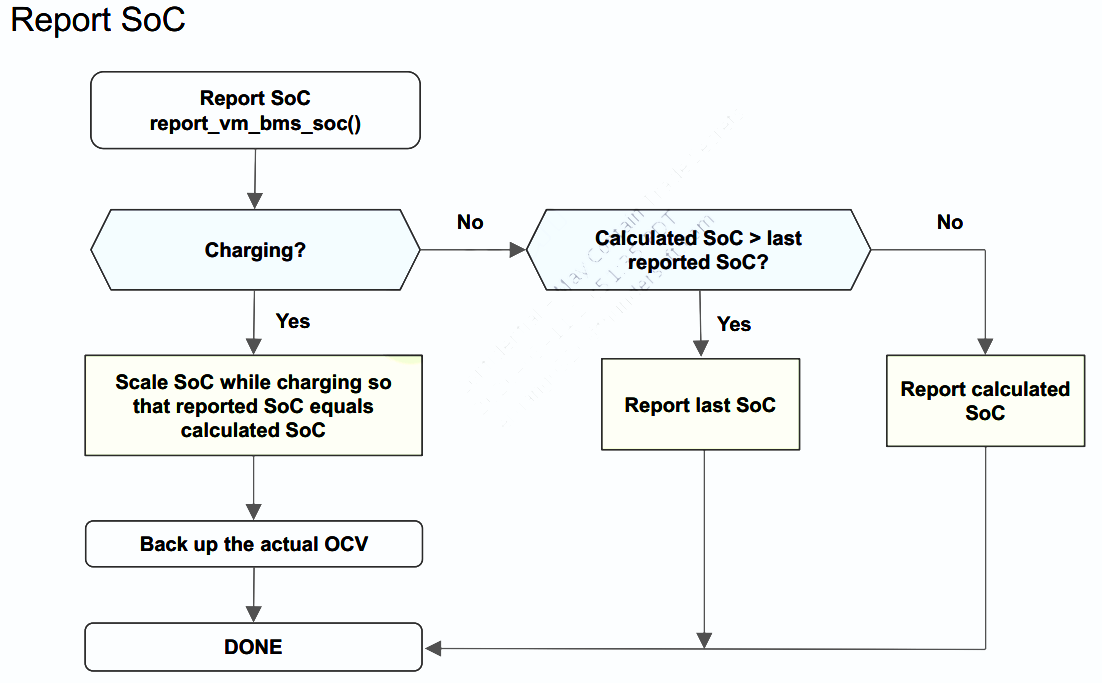 Report SoC
Report SoC
report_vm_bms_soc()
Charging?
No
Calculated SoC > last
reported SoC?
No
Yes
Yes
Scale SoC while charging so
that reported SoC equals
calculated SoC
Report last SoC
Report calculated
SoC
Back up the actual OCV
DONE